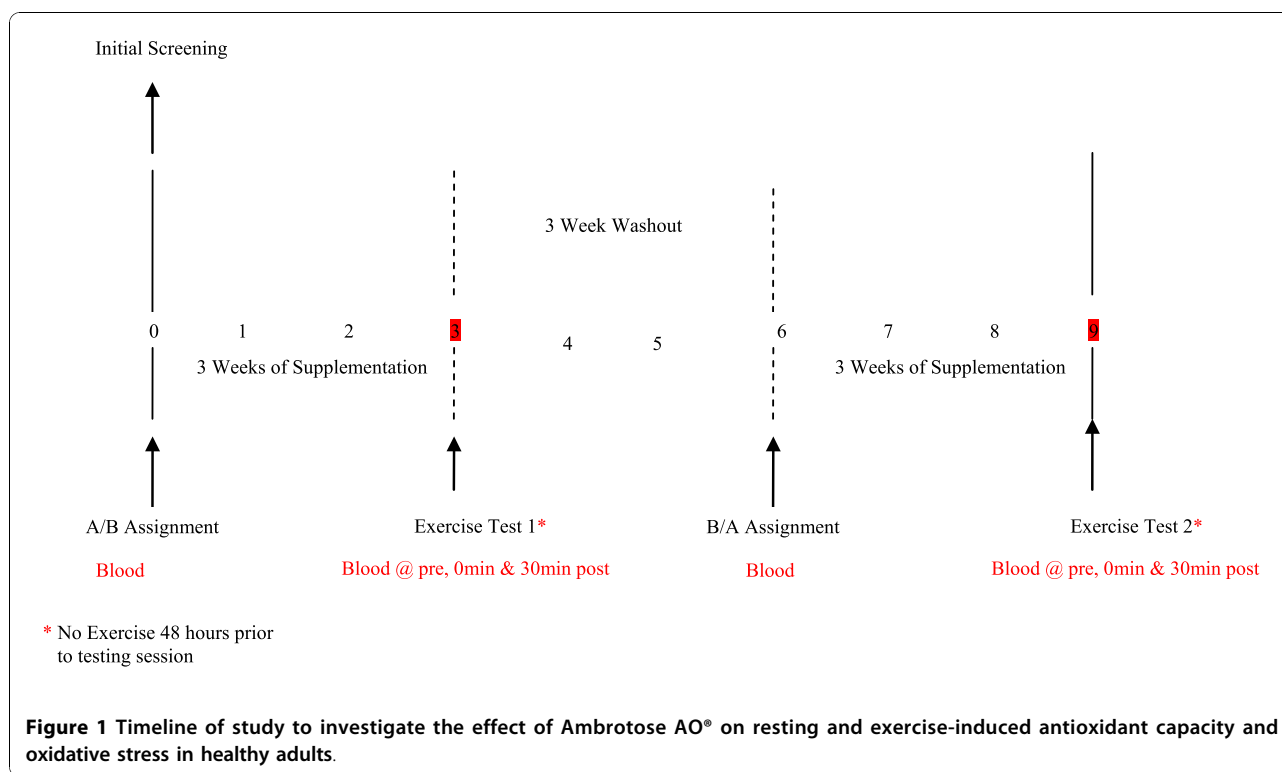 Initial Screening
3 Week Washout
0 1 2 3 4 5 6 7 8 9
3 Weeks of Supplementation 3 Weeks of Supplementation
A/B Assignment Exercise Test 1* B/A Assignment Exercise Test 2*
Blood Blood @ pre, 0min & 30min post Blood Blood @ pre, 0min & 30min post
* No Exercise 48 hours prior
to testing session
Figure 1 Timeline of study to investigate the effect of Ambrotose AO® on resting and exercise-induced antioxidant capacity and
oxidative stress in healthy adults.